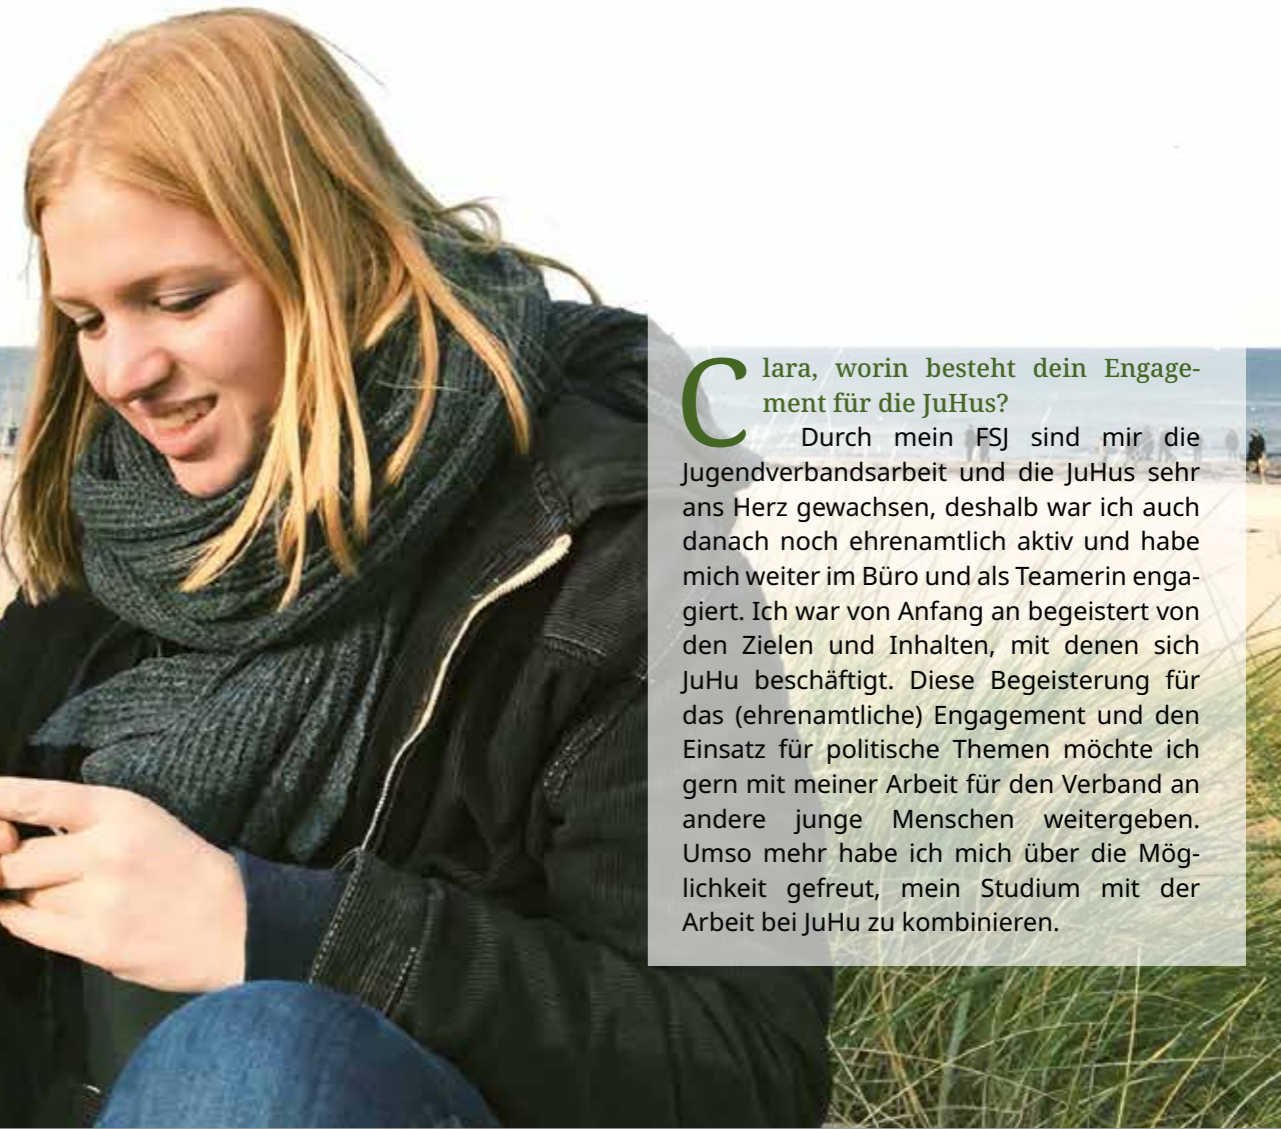 Clara, worin besteht dein Engage-
ment für die JuHus?
Durch mein FSJ sind mir die
Jugendverbandsarbeit und die JuHus sehr
ans Herz gewachsen, deshalb war ich auch
danach noch ehrenamtlich aktiv und habe
mich weiter im Büro und als Teamerin enga-
giert. Ich war von Anfang an begeistert von
den Zielen und Inhalten, mit denen sich
JuHu beschäftigt. Diese Begeisterung für
das (ehrenamtliche) Engagement und den
Einsatz für politische Themen möchte ich
gern mit meiner Arbeit für den Verband an
andere junge Menschen weitergeben.
Umso mehr habe ich mich über die Mög-
lichkeit gefreut, mein Studium mit der
Arbeit bei JuHu zu kombinieren.